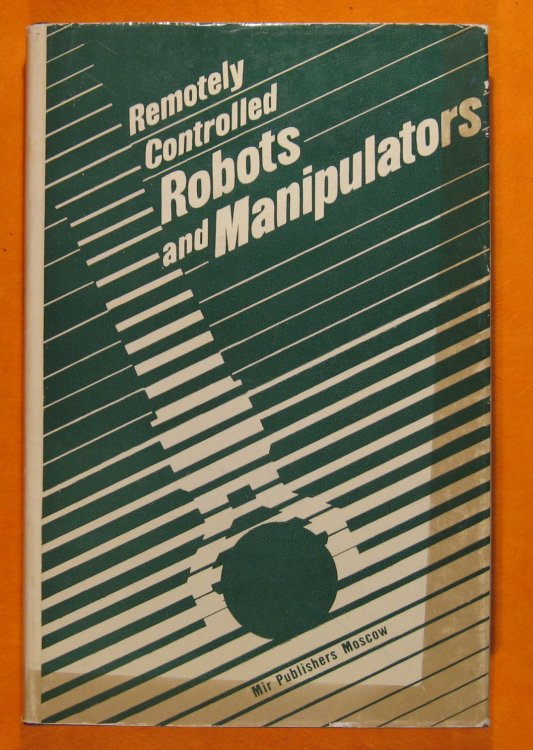 Remotely
Controlled
Robots
and Manipulators
Mir Publishers Moscow